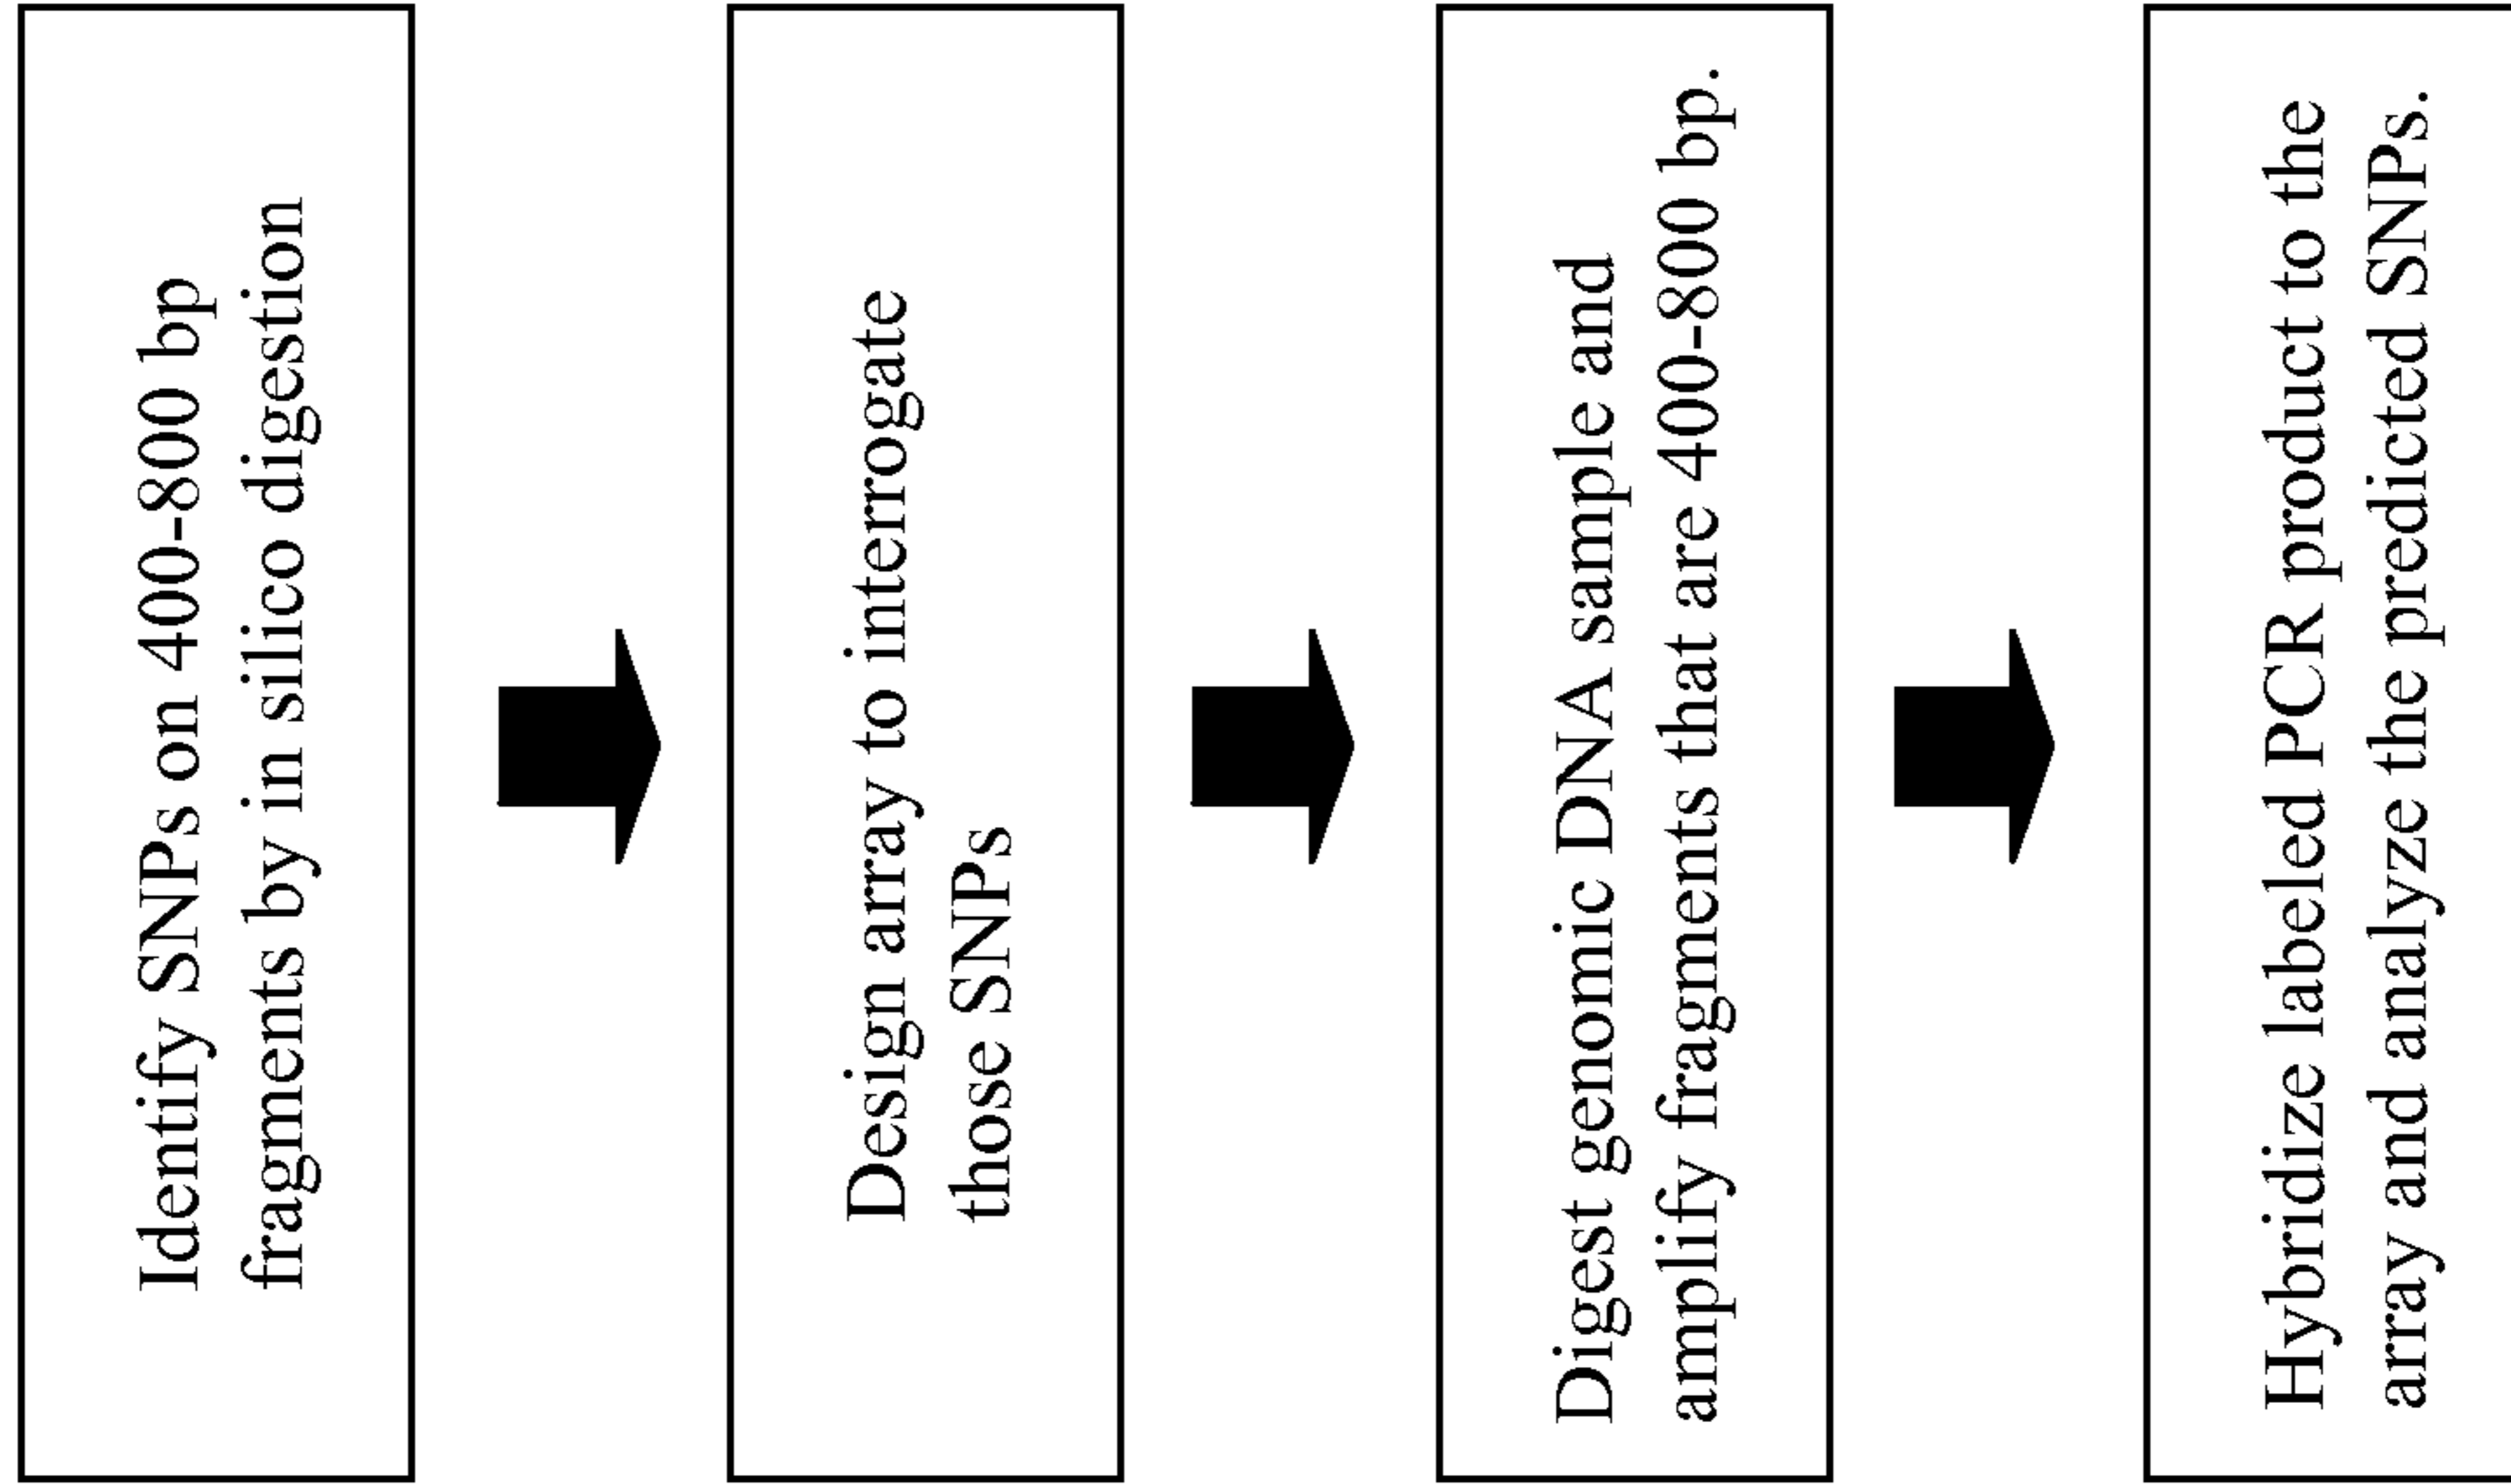 Identify SNPs on 400-800 bp
fragments by in silico digestion
Design array to interrogate
those SNPs
Digest genomic DNA sample and
amplify fragments that are 400-800 bp.
Hybridize labeled PCR product to the
array and analyze the predicted SNPs.